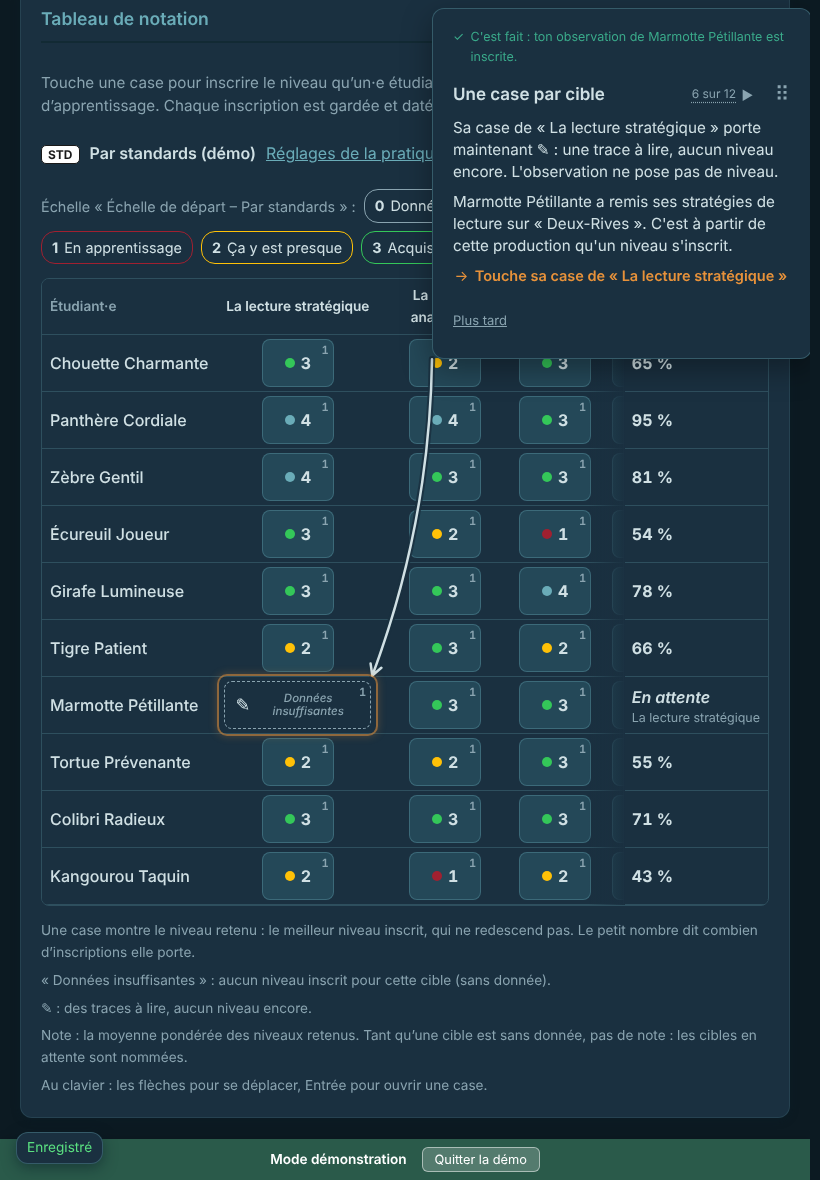 Tableau de notation
Touche une case pour inscrire le niveau qu'un·e étudia
d'apprentissage. Chaque inscription est gardée et daté
STD Par standards (démo) Réglages de la pratiqu
Échelle « Échelle de départ – Par standards » : 0 Donné
1 En apprentissage 2 Ça y est presque 3 Acquis
✓ C'est fait : ton observation de Marmotte Pétillante est
inscrite.
Une case par cible 6 sur 12
Sa case de « La lecture stratégique » porte
maintenant ✎ : une trace à lire, aucun niveau
encore. L'observation ne pose pas de niveau.
Marmotte Pétillante a remis ses stratégies de
lecture sur « Deux-Rives ». C'est à partir de
cette production qu'un niveau s'inscrit.
→ Touche sa case de « La lecture stratégique »
Plus tard
Étudiant·e La lecture stratégique La
ana
Chouette Charmante 3 1 2 3 65 %
Panthère Cordiale 4 1 4 1 3 1 95 %
Zèbre Gentil 4 1 3 1 3 1 81 %
Écureuil Joueur 3 1 2 1 1 1 54 %
Girafe Lumineuse 3 1 3 1 4 1 78 %
Tigre Patient 2 1 3 1 2 1 66 %
Marmotte Pétillante ✎ Données insuffisantes 1 3 1 3 1 En attente
La lecture stratégique
Tortue Prévenante 2 1 2 1 3 1 55 %
Colibri Radieux 3 1 3 1 3 1 71 %
Kangourou Taquin 2 1 1 1 2 1 43 %
Une case montre le niveau retenu : le meilleur niveau inscrit, qui ne redescend pas. Le petit nombre dit combien
d'inscriptions elle porte.
« Données insuffisantes » : aucun niveau inscrit pour cette cible (sans donnée).
✎ : des traces à lire, aucun niveau encore.
Note : la moyenne pondérée des niveaux retenus. Tant qu'une cible est sans donnée, pas de note : les cibles en
attente sont nommées.
Au clavier : les flèches pour se déplacer, Entrée pour ouvrir une case.
Enregistré
Mode démonstration Quitter la démo